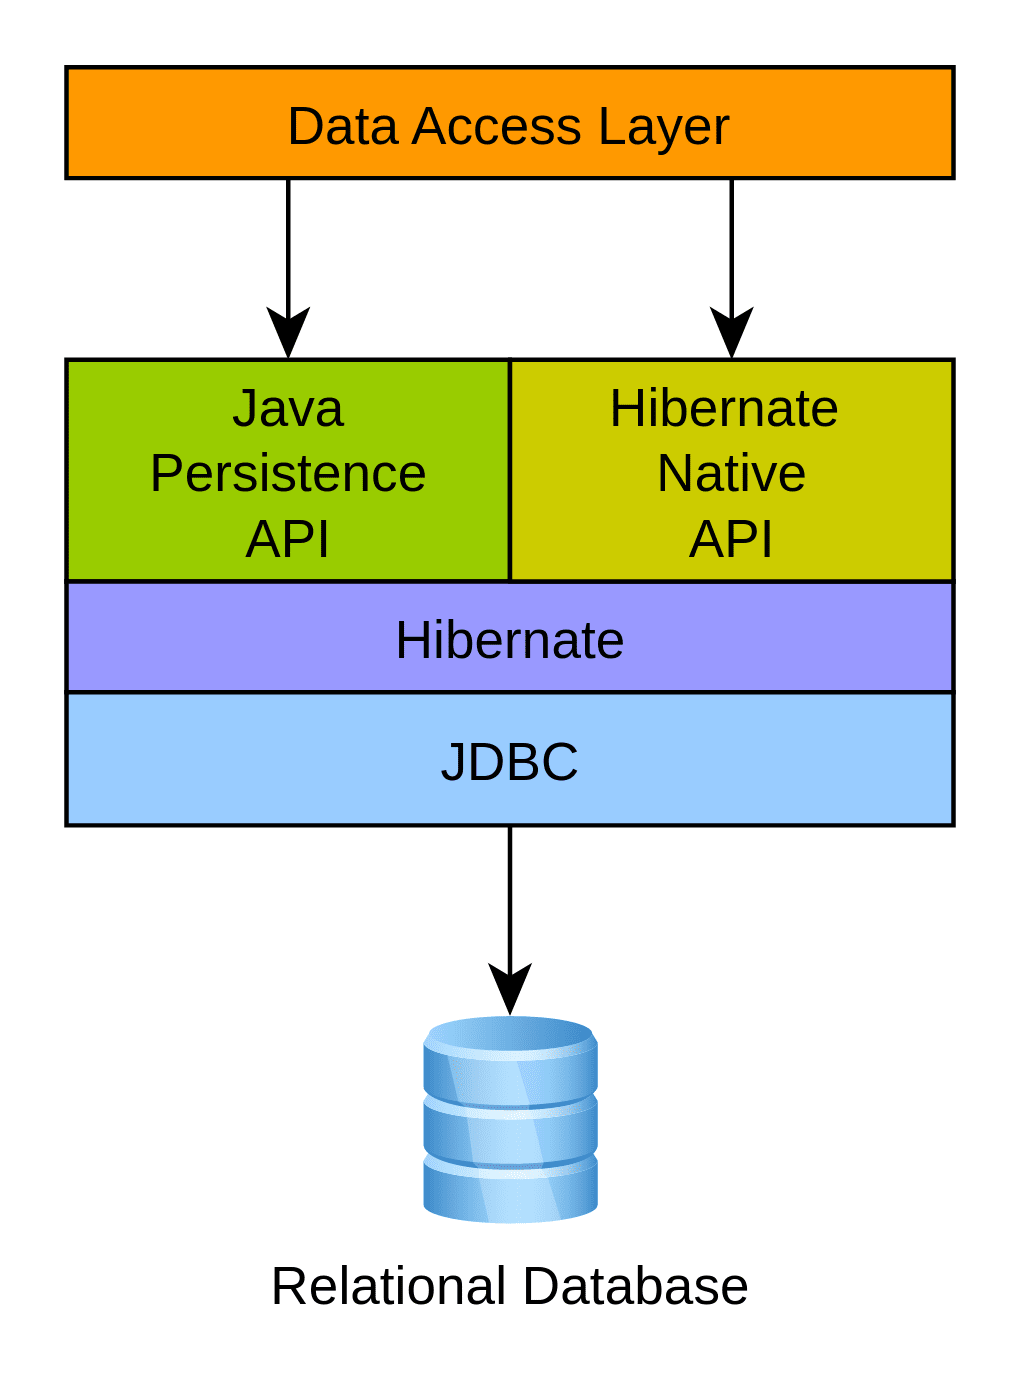 Data Access Layer
Java
Persistence
API
Hibernate
Native
API
Hibernate
JDBC
Relational Database